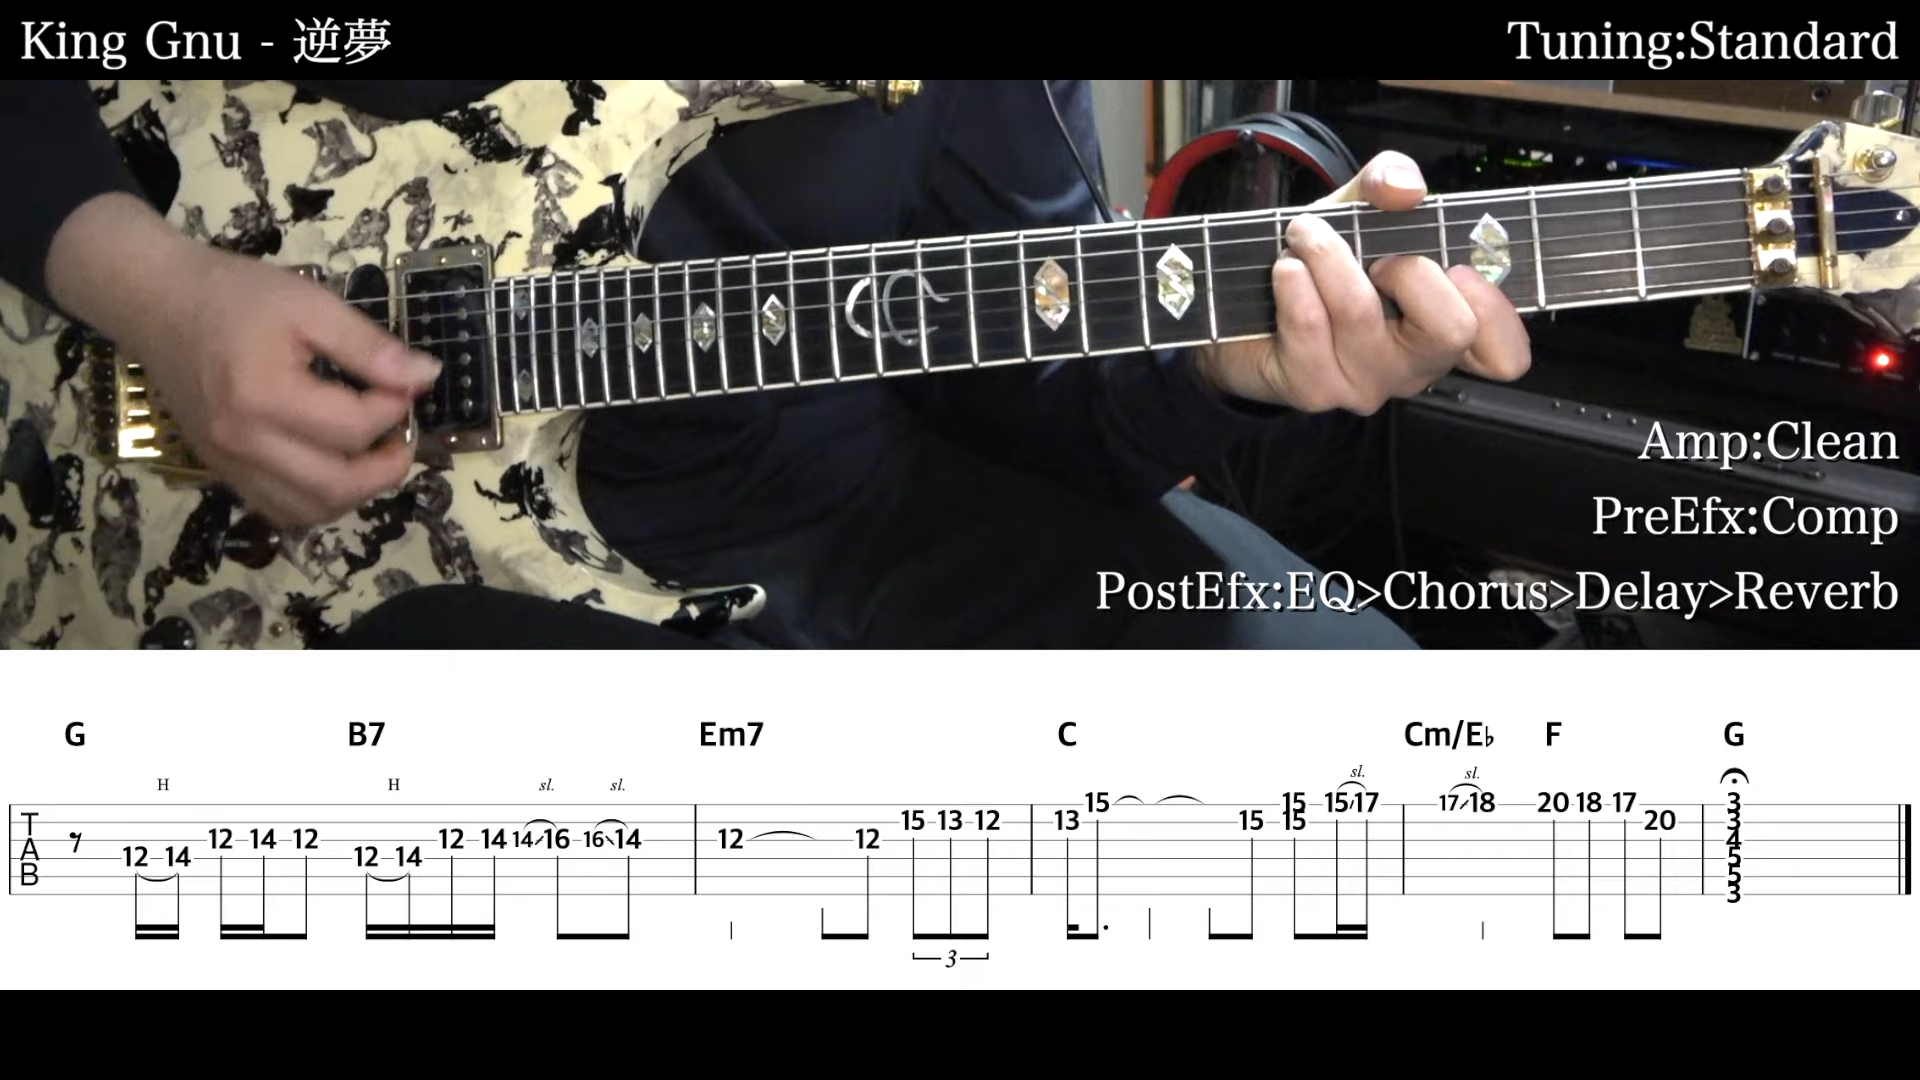 King Gnu - 逆夢
Tuning:Standard
Amp:Clean
PreEfx:Comp
PostEfx:EQ>Chorus>Delay>Reverb
G B7 Em7 C Cm/E♭ F G
H H sl. sl. sl. sl.
T
A
B
12 14 12 14 12 12 14 12 14 14 16 16 14 12 12 15 13 12 13 15 15 15 15 15 17 17 18 20 18 17 20 3 3 4 5 5 3
3